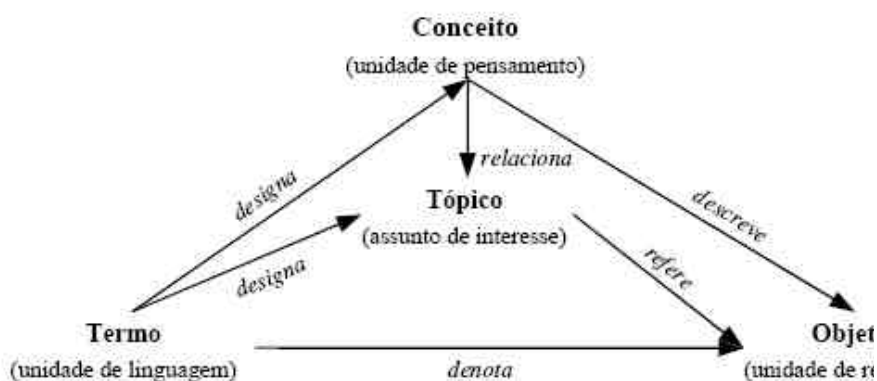 Conceito
(unidade de pensamento)
designa
relaciona
Tópico
(assunto de interesse)
designa
descreve
refere
Termo
(unidade de linguagem)
denota
Objet
(unidade de re